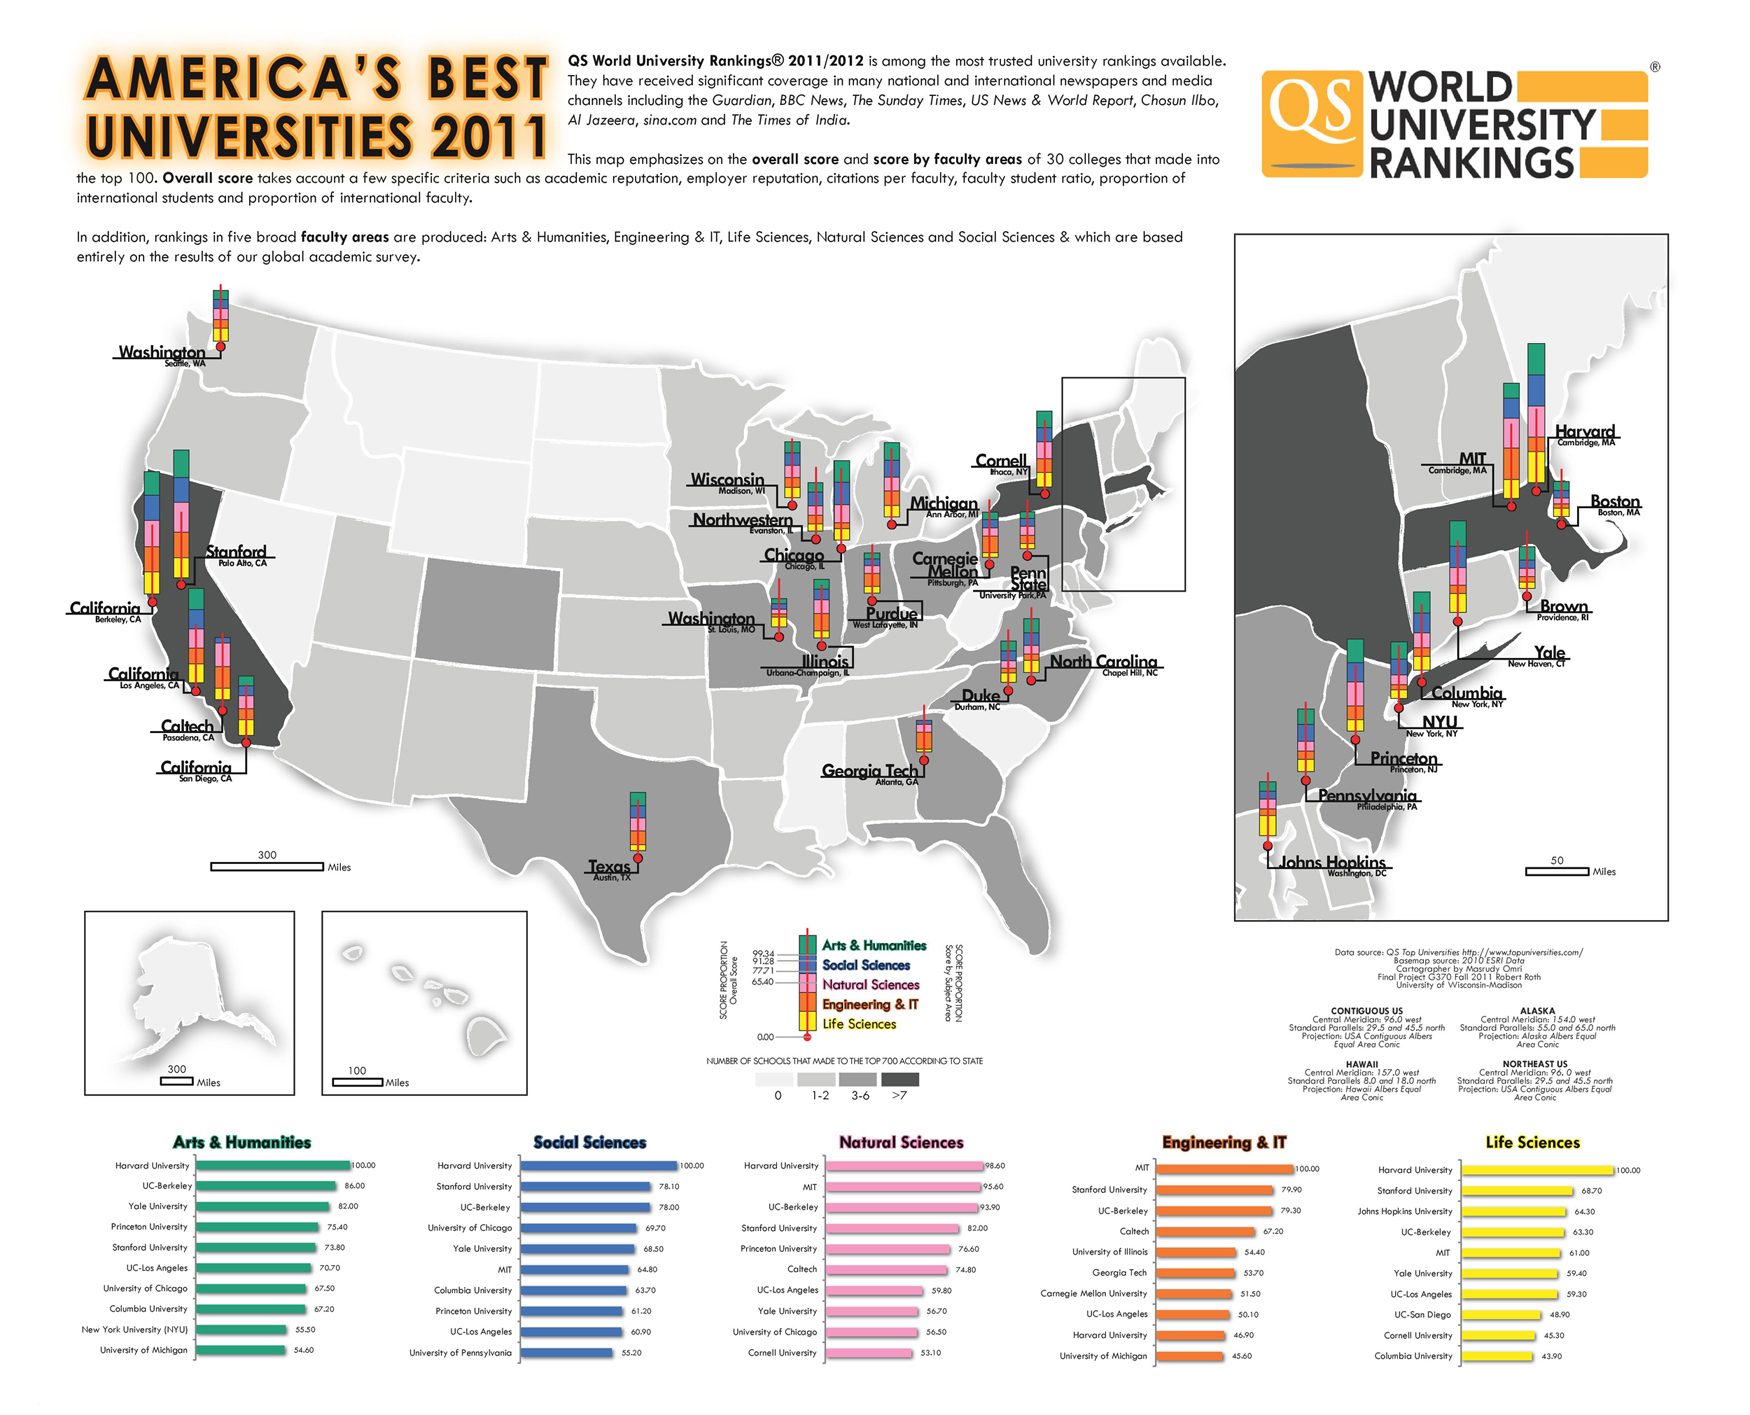 AMERICA'S BEST
UNIVERSITIES 2011
QS World University Rankings® 2011/2012 is among the most trusted university rankings available.
They have received significant coverage in many national and international newspapers and media
channels including the Guardian, BBC News, The Sunday Times, US News & World Report, Chosun Ilbo,
Al Jazeera, sina.com and The Times of India.
This map emphasizes on the overall score and score by faculty areas of 30 colleges that made into
the top 100. Overall score takes account a few specific criteria such as academic reputation, employer reputation, citations per faculty, faculty student ratio, proportion of
international students and proportion of international faculty.
In addition, rankings in five broad faculty areas are produced: Arts & Humanities, Engineering & IT, Life Sciences, Natural Sciences and Social Sciences & which are based
entirely on the results of our global academic survey.
QS WORLD
UNIVERSITY
RANKINGS
®
Washington
Seattle, WA
Stanford
Palo Alto, CA
California
Berkeley, CA
California
Los Angeles, CA
Caltech
Pasadena, CA
California
San Diego, CA
Wisconsin
Madison, WI
Northwestern
Evanston, IL
Chicago
Chicago, IL
Michigan
Ann Arbor, MI
Cornell
Ithaca, NY
Carnegie
Mellon
Pittsburgh, PA
Penn
State
University Park,PA
Purdue
West Lafayette, IN
Washington
St. Louis, MO
Illinois
Urbana-Champaign, IL
North Carolina
Chapel Hill, NC
Duke
Durham, NC
Georgia Tech
Atlanta, GA
Texas
Austin, TX
300
Miles
300
Miles
100
Miles
Harvard
Cambridge, MA
MIT
Cambridge, MA
Boston
Boston, MA
Brown
Providence, RI
Yale
New Haven, CT
Columbia
New York, NY
NYU
New York, NY
Princeton
Princeton, NJ
Pennsylvania
Philadelphia, PA
Johns Hopkins
Washington, DC
50
Miles
SCORE PROPORTION
Overall Score
99.34
91.28
77.71
65.40
0.00
Arts & Humanities
Social Sciences
Natural Sciences
Engineering & IT
Life Sciences
SCORE PROPORTION
Score by Subject Area
NUMBER OF SCHOOLS THAT MADE TO THE TOP 700 ACCORDING TO STATE
0 1-2 3-6 >7
Data source: QS Top Universities http://www.topuniversities.com/
Basemap source: 2010 ESRI Data
Cartographer by Masrudy Omri
Final Project G370 Fall 2011 Robert Roth
University of Wisconsin-Madison
CONTIGUOUS US
Central Meridian: 96.0 west
Standard Parallels: 29.5 and 45.5 north
Projection: USA Contiguous Albers
Equal Area Conic
ALASKA
Central Meridian: 154.0 west
Standard Parallels: 55.0 and 65.0 north
Projection: Alaska Albers Equal
Area Conic
HAWAII
Central Meridian: 157.0 west
Standard Parallels 8.0 and 18.0 north
Projection: Hawaii Albers Equal
Area Conic
NORTHEAST US
Central Meridian: 96. 0 west
Standard Parallels: 29.5 and 45.5 north
Projection: USA Contiguous Albers Equal
Area Conic
Arts & Humanities
Harvard University 100.00
UC-Berkeley 86.00
Yale University 82.00
Princeton University 75.40
Stanford University 73.80
UC-Los Angeles 70.70
University of Chicago 67.50
Columbia University 67.20
New York University (NYU) 55.50
University of Michigan 54.60
Social Sciences
Harvard University 100.00
Stanford University 78.10
UC-Berkeley 78.00
University of Chicago 69.70
Yale University 68.50
MIT 64.80
Columbia University 63.70
Princeton University 61.20
UC-Los Angeles 60.90
University of Pennsylvania 55.20
Natural Sciences
Harvard University 98.60
MIT 95.60
UC-Berkeley 93.90
Stanford University 82.00
Princeton University 76.60
Caltech 74.80
UC-Los Angeles 59.80
Yale University 56.70
University of Chicago 56.50
Cornell University 53.10
Engineering & IT
MIT 100.00
Stanford University 79.90
UC-Berkeley 79.30
Caltech 67.20
University of Illinois 54.40
Georgia Tech 53.70
Carnegie Mellon University 51.50
UC-Los Angeles 50.10
Harvard University 46.90
University of Michigan 45.60
Life Sciences
Harvard University 100.00
Stanford University 68.70
Johns Hopkins University 64.30
UC-Berkeley 63.30
MIT 61.00
Yale University 59.40
UC-Los Angeles 59.30
UC-San Diego 48.90
Cornell University 45.30
Columbia University 43.90